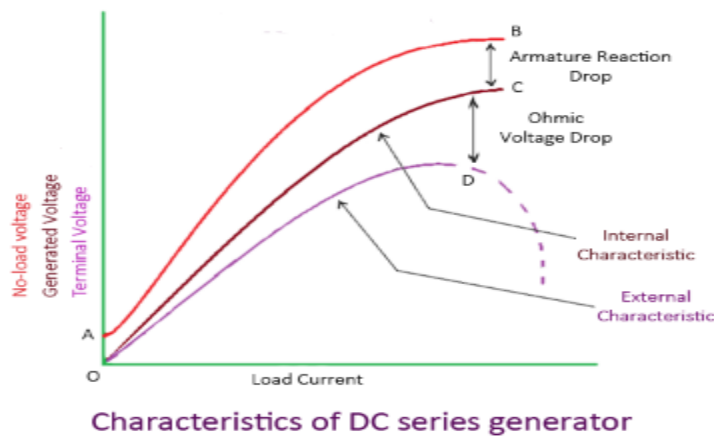 B
Armature Reaction
Drop
C
Ohmic
Voltage Drop
D
No-load voltage
Generated Voltage
Terminal Voltage
Internal
Characteristic
External
Characteristic
A
O
Load Current
Characteristics of DC series generator